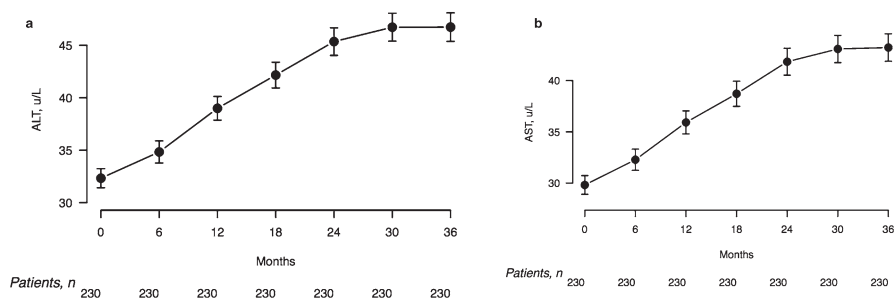 a
45
40
35
30
ALT, u/L
0 6 12 18 24 30 36
Months
Patients, n
230 230 230 230 230 230 230
b
40
35
30
AST, u/L
0 6 12 18 24 30 36
Months
Patients, n
230 230 230 230 230 230 230